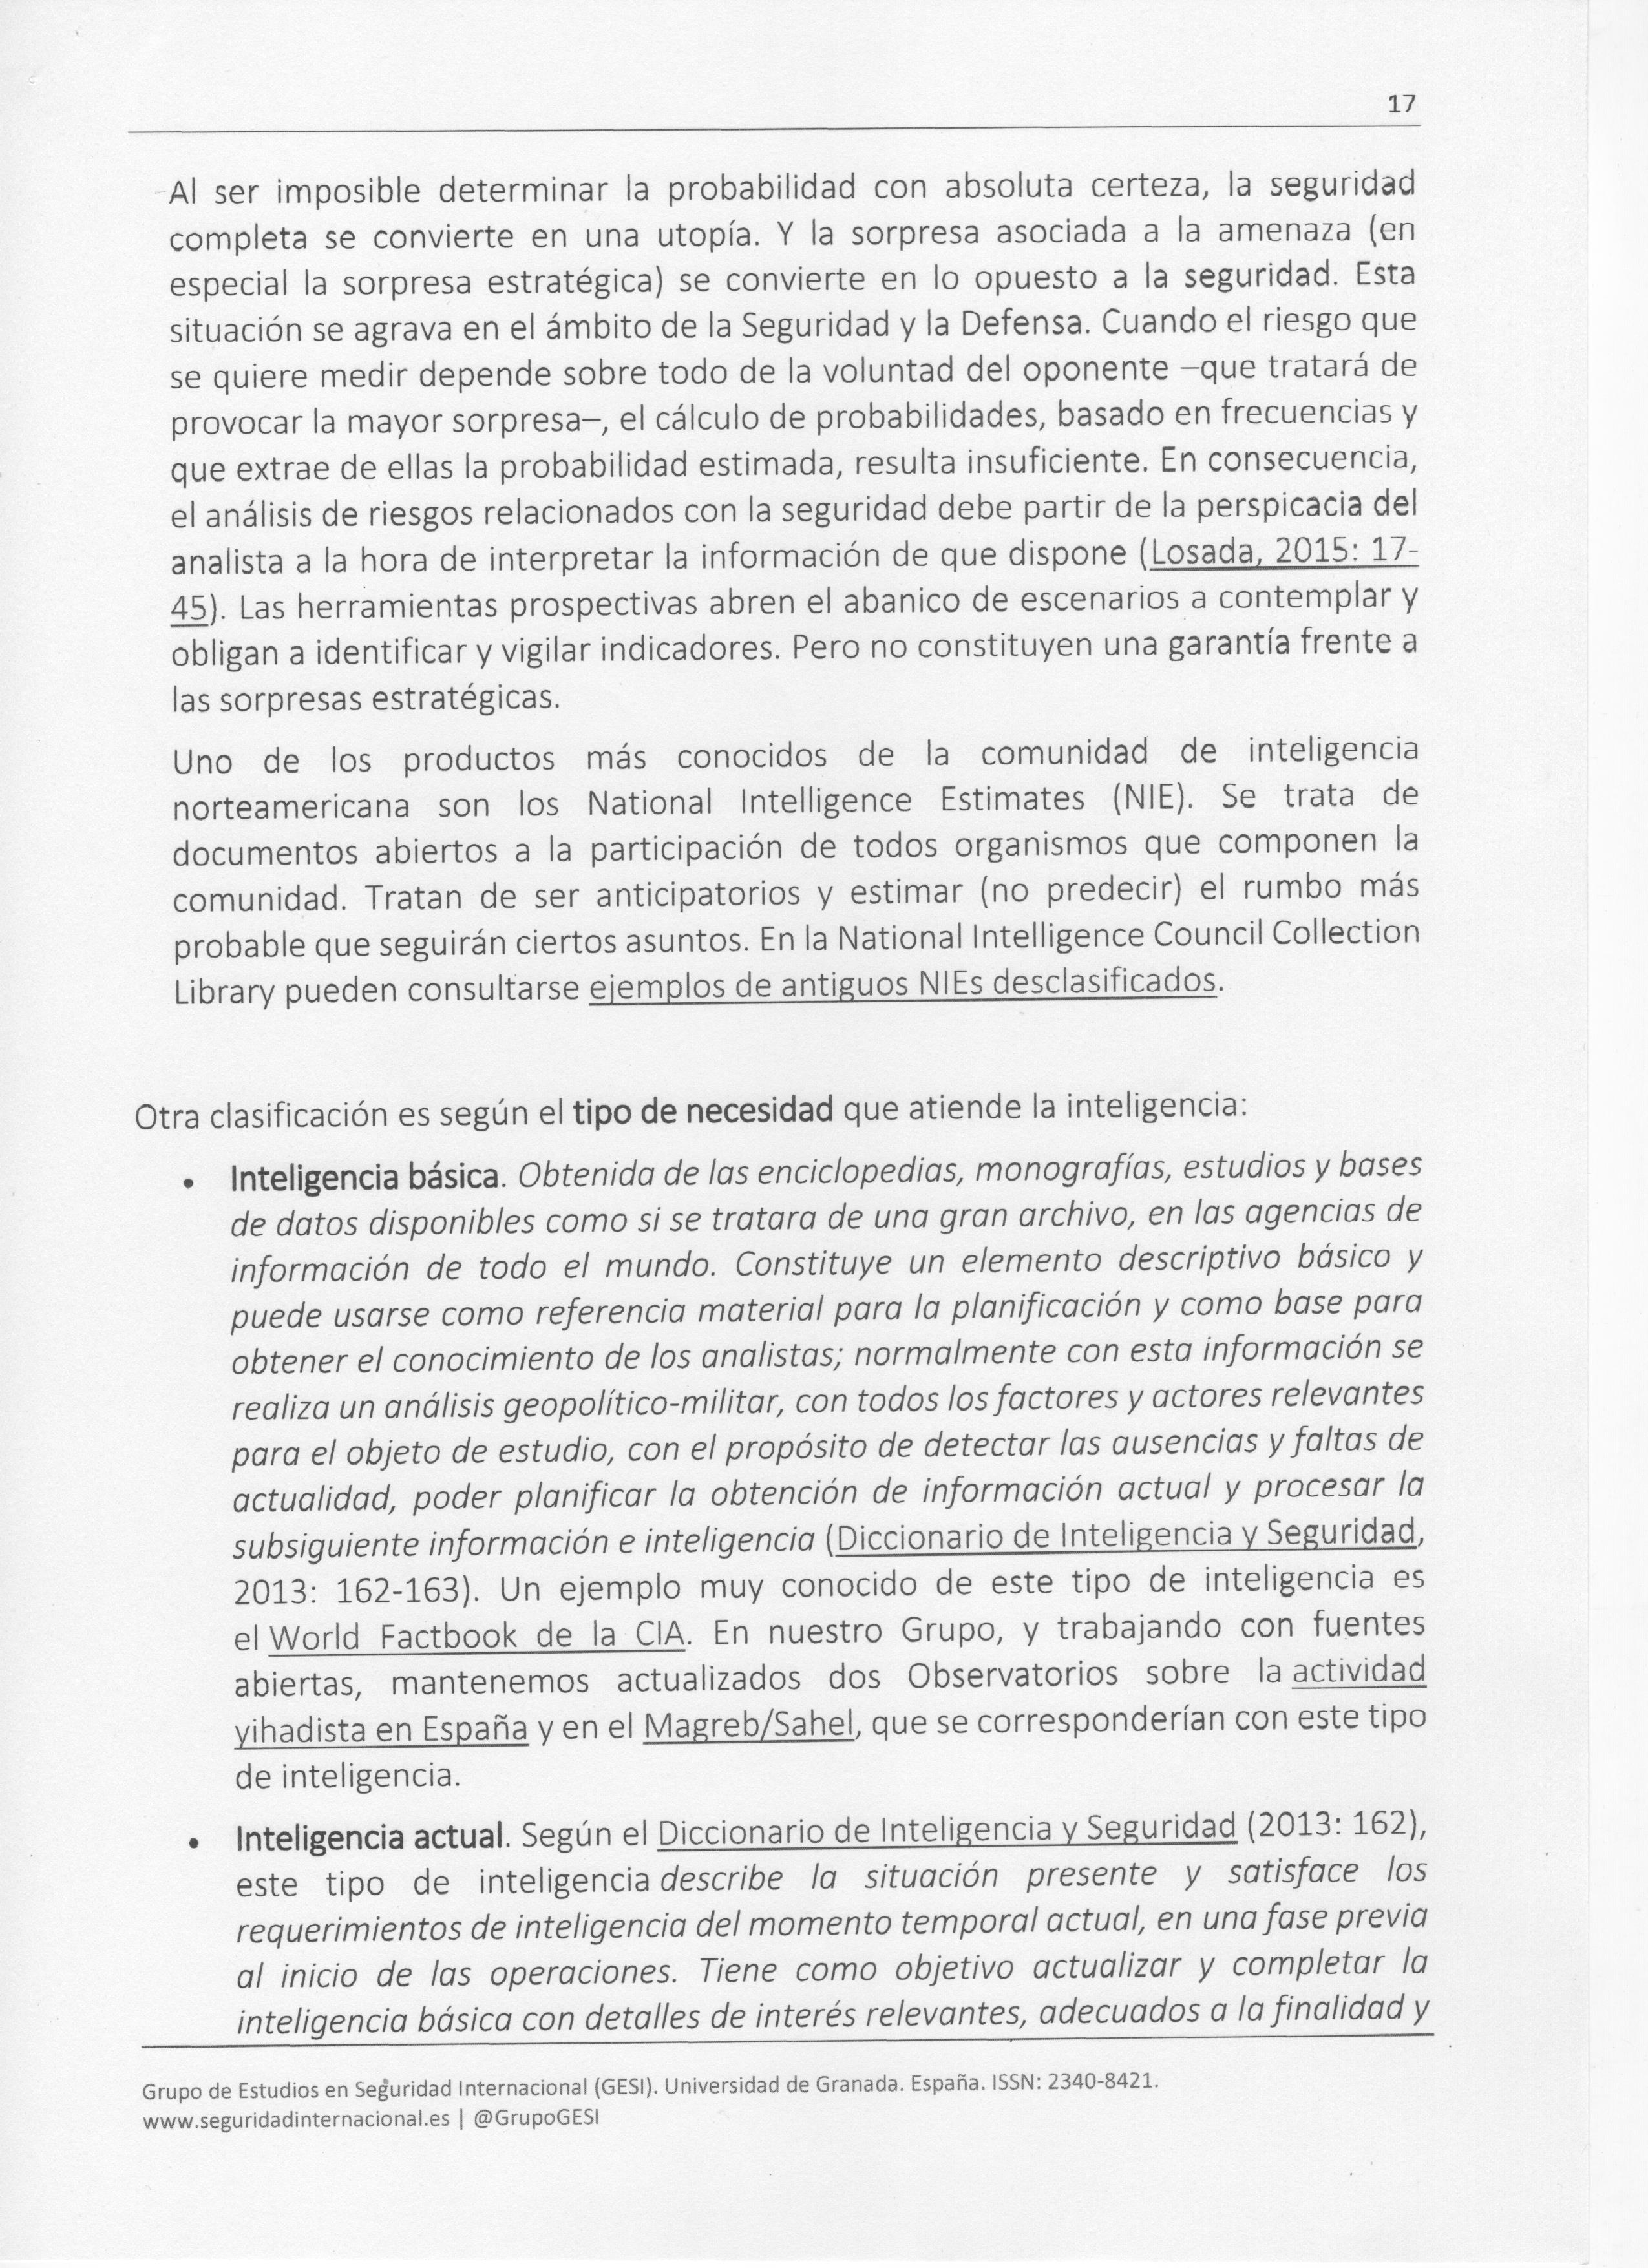 17
Al ser imposible determinar la probabilidad con absoluta certeza, la seguridad
completa se convierte en una utopía. Y la sorpresa asociada a la amenaza (en
especial la sorpresa estratégica) se convierte en lo opuesto a la seguridad. Esta
situación se agrava en el ámbito de la Seguridad y la Defensa. Cuando el riesgo que
se quiere medir depende sobre todo de la voluntad del oponente –que tratará de
provocar la mayor sorpresa–, el cálculo de probabilidades, basado en frecuencias y
que extrae de ellas la probabilidad estimada, resulta insuficiente. En consecuencia,
el análisis de riesgos relacionados con la seguridad debe partir de la perspicacia del
analista a la hora de interpretar la información de que dispone (Losada, 2015: 17-
45). Las herramientas prospectivas abren el abanico de escenarios a contemplar y
obligan a identificar y vigilar indicadores. Pero no constituyen una garantía frente a
las sorpresas estratégicas.
Uno de los productos más conocidos de la comunidad de inteligencia
norteamericana son los National Intelligence Estimates (NIE). Se trata de
documentos abiertos a la participación de todos organismos que componen la
comunidad. Tratan de ser anticipatorios y estimar (no predecir) el rumbo más
probable que seguirán ciertos asuntos. En la National Intelligence Council Collection
Library pueden consultarse ejemplos de antiguos NIEs desclasificados.
Otra clasificación es según el tipo de necesidad que atiende la inteligencia:
• Inteligencia básica. Obtenida de las enciclopedias, monografías, estudios y bases
de datos disponibles como si se tratara de una gran archivo, en las agencias de
información de todo el mundo. Constituye un elemento descriptivo básico y
puede usarse como referencia material para la planificación y como base para
obtener el conocimiento de los analistas; normalmente con esta información se
realiza un análisis geopolítico-militar, con todos los factores y actores relevantes
para el objeto de estudio, con el propósito de detectar las ausencias y faltas de
actualidad, poder planificar la obtención de información actual y procesar la
subsiguiente información e inteligencia (Diccionario de Inteligencia y Seguridad,
2013: 162-163). Un ejemplo muy conocido de este tipo de inteligencia es
el World Factbook de la CIA. En nuestro Grupo, y trabajando con fuentes
abiertas, mantenemos actualizados dos Observatorios sobre la actividad
yihadista en España y en el Magreb/Sahel, que se corresponderían con este tipo
de inteligencia.
• Inteligencia actual. Según el Diccionario de Inteligencia y Seguridad (2013: 162),
este tipo de inteligencia describe la situación presente y satisface los
requerimientos de inteligencia del momento temporal actual, en una fase previa
al inicio de las operaciones. Tiene como objetivo actualizar y completar la
inteligencia básica con detalles de interés relevantes, adecuados a la finalidad y
Grupo de Estudios en Seguridad Internacional (GESI). Universidad de Granada. España. ISSN: 2340-8421.
www.seguridadinternacional.es | @GrupoGESI